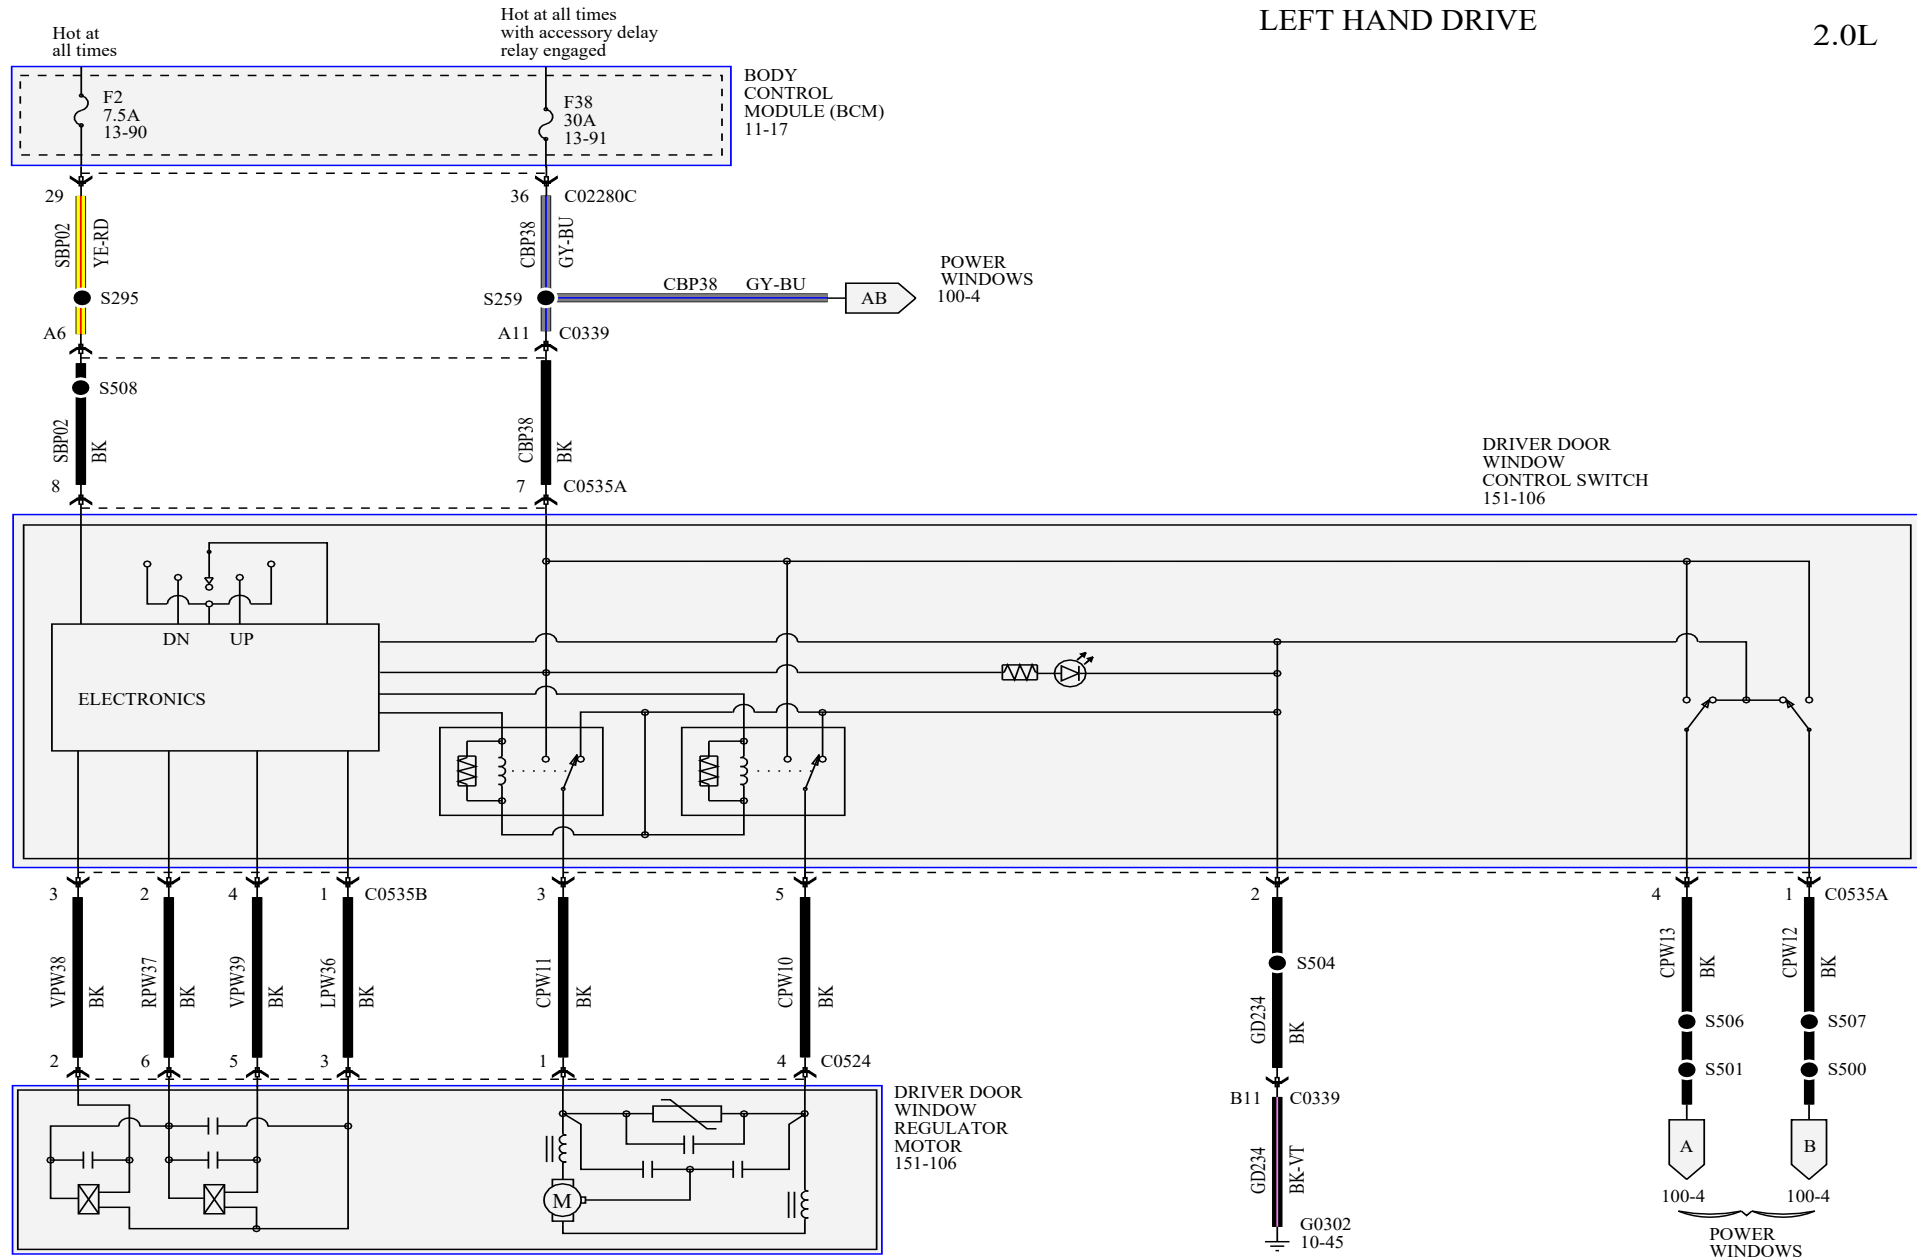 LEFT HAND DRIVE
2.0L
Hot at
all times
Hot at all times
with accessory delay
relay engaged
F2
7.5A
13-90
F38
30A
13-91
BODY
CONTROL
MODULE (BCM)
11-17
29
36
C02280C
SBP02
YE-RD
CBP38
GY-BU
S295
S259
CBP38
GY-BU
AB
POWER
WINDOWS
100-4
A6
A11
C0339
S508
SBP02
BK
CBP38
BK
8
7
C0535A
DRIVER DOOR
WINDOW
CONTROL SWITCH
151-106
DN
UP
ELECTRONICS
3
2
4
1
C0535B
3
5
2
4
1
C0535A
VPW38
BK
RPW37
BK
VPW39
BK
LPW36
BK
CPW11
BK
CPW10
BK
S504
GD234
BK
CPW13
BK
CPW12
BK
S506
S507
S501
S500
2
6
5
3
1
4
C0524
B11
C0339
DRIVER DOOR
WINDOW
REGULATOR
MOTOR
151-106
M
GD234
BK-VT
G0302
10-45
A
B
100-4
100-4
POWER
WINDOWS